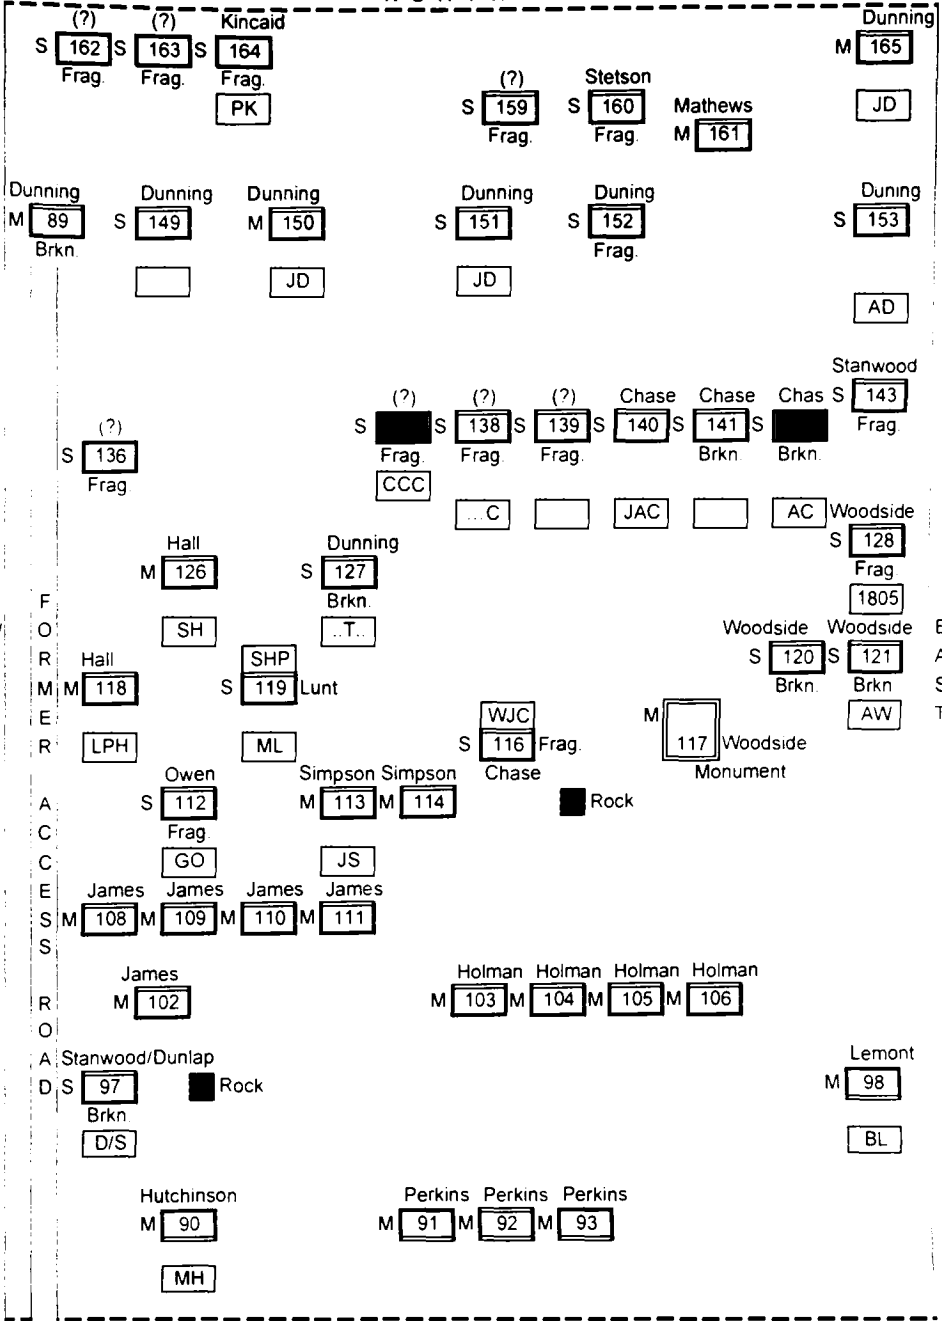 (?) (?) Kincaid Dunning
S 162 S 163 S 164 M 165
Frag. Frag. Frag.
PK JD
(?) Stetson Mathews
S 159 S 160 M 161
Frag. Frag.
Dunning Dunning Dunning Dunning Duning Duning
M 89 S 149 M 150 S 151 S 152 S 153
Brkn. Frag.
JD JD AD
Stanwood
S 143
Frag.
(?) (?) (?) Chase Chase Chas
S S 138 S 139 S 140 S 141 S
Frag. Frag. Frag. Brkn. Brkn.
CCC ...C JAC AC
(?)
S 136
Frag.
Woodside
S 128
Frag.
1805
Hall Dunning
M 126 S 127
Brkn.
SH ..T..
Woodside Woodside
S 120 S 121
Brkn. Brkn
AW
Hall SHP
M 118 S 119 Lunt
LPH ML
WJC
S 116 Frag.
Chase
M 117 Woodside
Monument
Owen Simpson Simpson
S 112 M 113 M 114 Rock
Frag.
GO JS
James James James James
M 108 M 109 M 110 M 111
James Holman Holman Holman Holman
M 102 M 103 M 104 M 105 M 106
Stanwood/Dunlap Lemont
S 97 Rock M 98
Brkn.
D/S BL
Hutchinson Perkins Perkins Perkins
M 90 M 91 M 92 M 93
MH
FORMER ACCESS ROAD